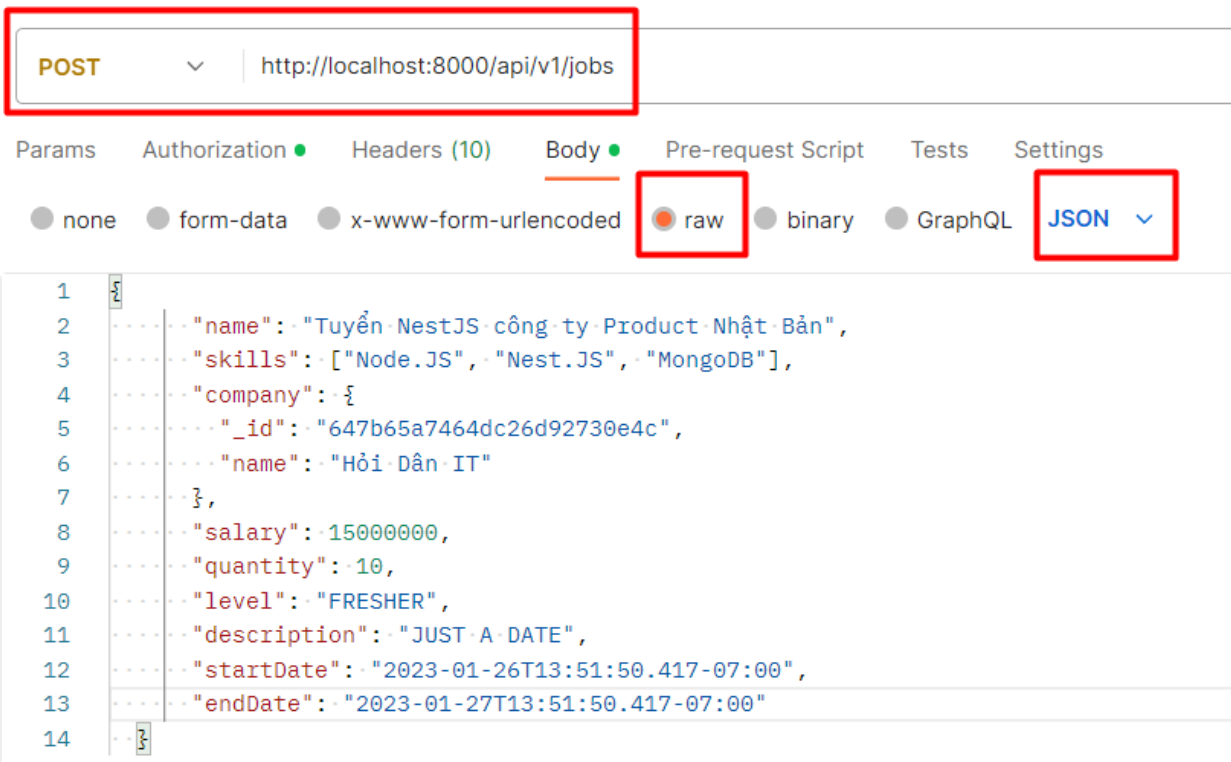 POST http://localhost:8000/api/v1/jobs
Params Authorization Headers (10) Body Pre-request Script Tests Settings
none form-data x-www-form-urlencoded raw binary GraphQL JSON
1 {
2 "name": "Tuyển NestJS công ty Product Nhật Bản",
3 "skills": ["Node.JS", "Nest.JS", "MongoDB"],
4 "company": {
5 "_id": "647b65a7464dc26d92730e4c",
6 "name": "Hỏi Dân IT"
7 },
8 "salary": 15000000,
9 "quantity": 10,
10 "level": "FRESHER",
11 "description": "JUST A DATE",
12 "startDate": "2023-01-26T13:51:50.417-07:00",
13 "endDate": "2023-01-27T13:51:50.417-07:00"
14 }